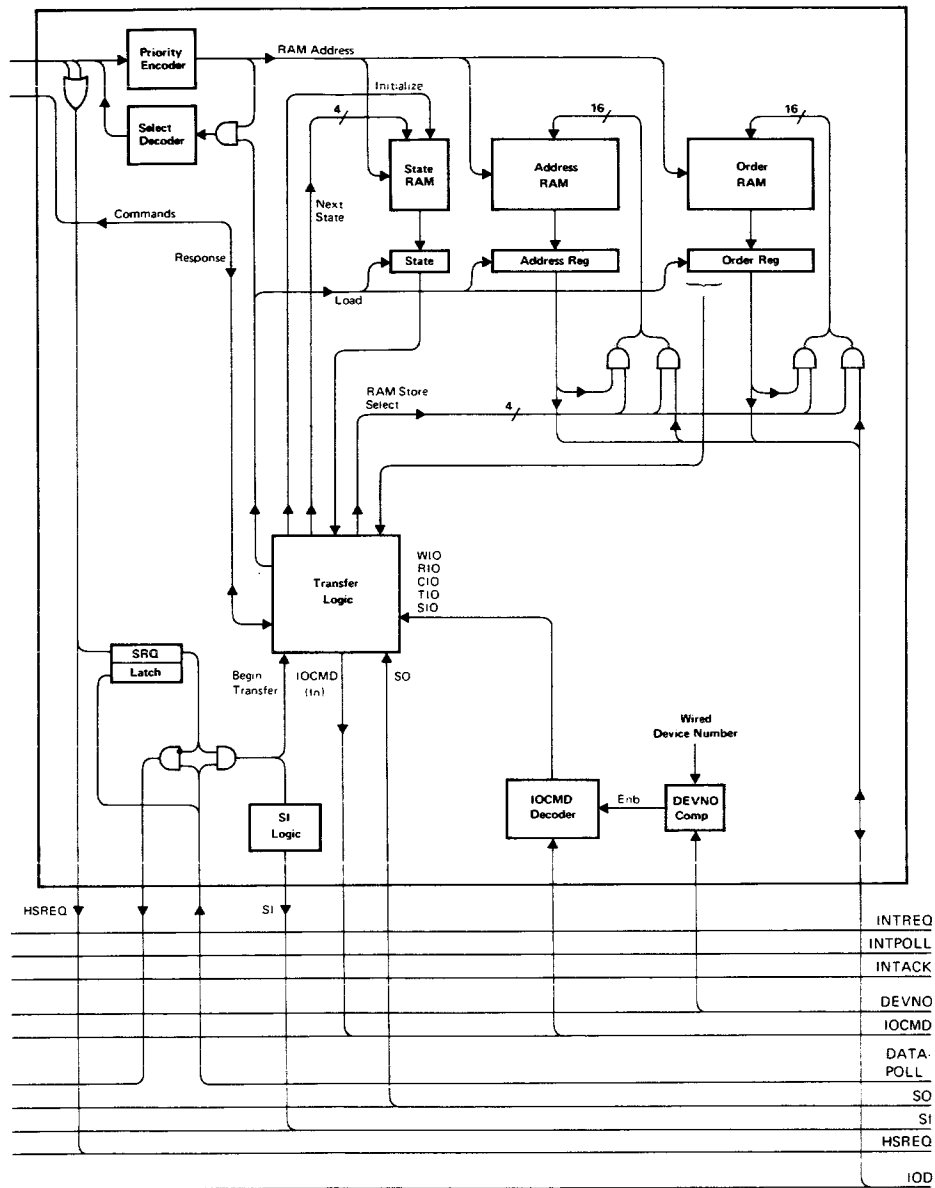 Priority
Encoder
RAM Address
Initialize
4
16
16
Select
Decoder
State
RAM
Address
RAM
Order
RAM
Next
State
Commands
Response
State
Address Reg
Order Reg
Load
RAM Store
Select
4
Transfer
Logic
WIO
RIO
CIO
TIO
SIO
SRQ
Latch
Begin
Transfer
IOCMD
(In)
SO
Wired
Device Number
SI
Logic
IOCMD
Decoder
Enb
DEVNO
Comp
HSREQ
SI
INTREQ
INTPOLL
INTACK
DEVNO
IOCMD
DATA-
POLL
SO
SI
HSREQ
IOD